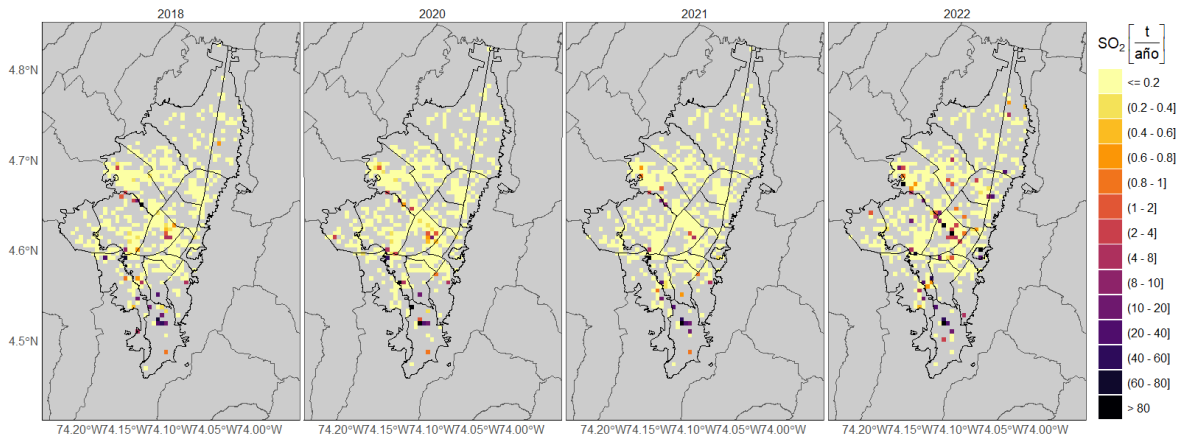 2018 2020 2021 2022
4.8°N
4.7°N
4.6°N
4.5°N
74.20°W74.15°W74.10°W74.05°W74.00°W 74.20°W74.15°W74.10°W74.05°W74.00°W 74.20°W74.15°W74.10°W74.05°W74.00°W 74.20°W74.15°W74.10°W74.05°W74.00°W
SO₂ [t/año]
<= 0.2
(0.2 - 0.4]
(0.4 - 0.6]
(0.6 - 0.8]
(0.8 - 1]
(1 - 2]
(2 - 4]
(4 - 8]
(8 - 10]
(10 - 20]
(20 - 40]
(40 - 60]
(60 - 80]
> 80